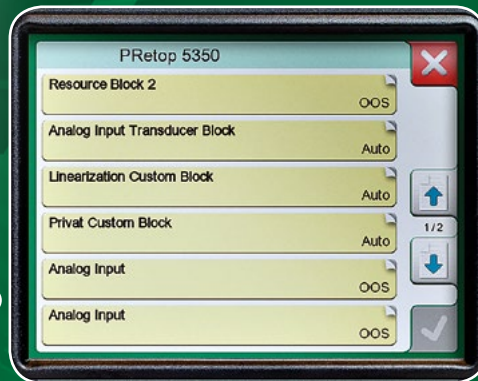 PRetop 5350
Resource Block 2
OOS
Analog Input Transducer Block
Auto
Linearization Custom Block
Auto
1/2
Privat Custom Block
Auto
Analog Input
OOS
Analog Input
OOS